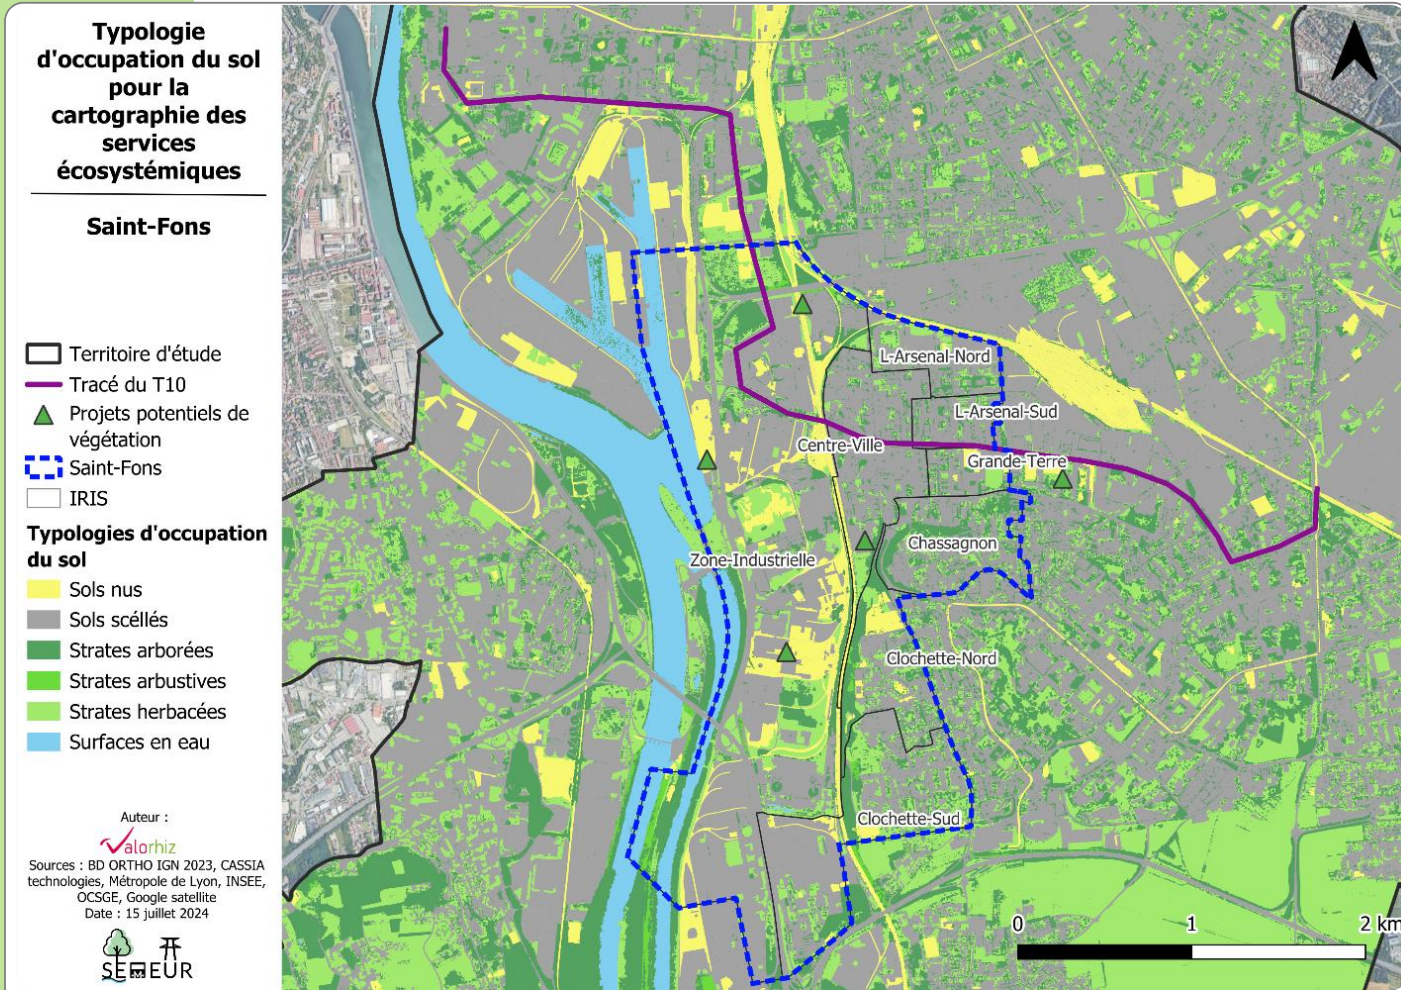 Typologie
d'occupation du sol
pour la
cartographie des
services
écosystémiques
Saint-Fons
Territoire d'étude
Tracé du T10
Projets potentiels de
végétation
Saint-Fons
IRIS
Typologies d'occupation
du sol
Sols nus
Sols scéllés
Strates arborées
Strates arbustives
Strates herbacées
Surfaces en eau
Auteur :
Valorhiz
Sources : BD ORTHO IGN 2023, CASSIA
technologies, Métropole de Lyon, INSEE,
OCSGE, Google satellite
Date : 15 juillet 2024
SEMEUR
L-Arsenal-Nord
L-Arsenal-Sud
Centre-Ville
Grande-Terre
Chassagnon
Zone-Industrielle
Clochette-Nord
Clochette-Sud
0 1 2 km